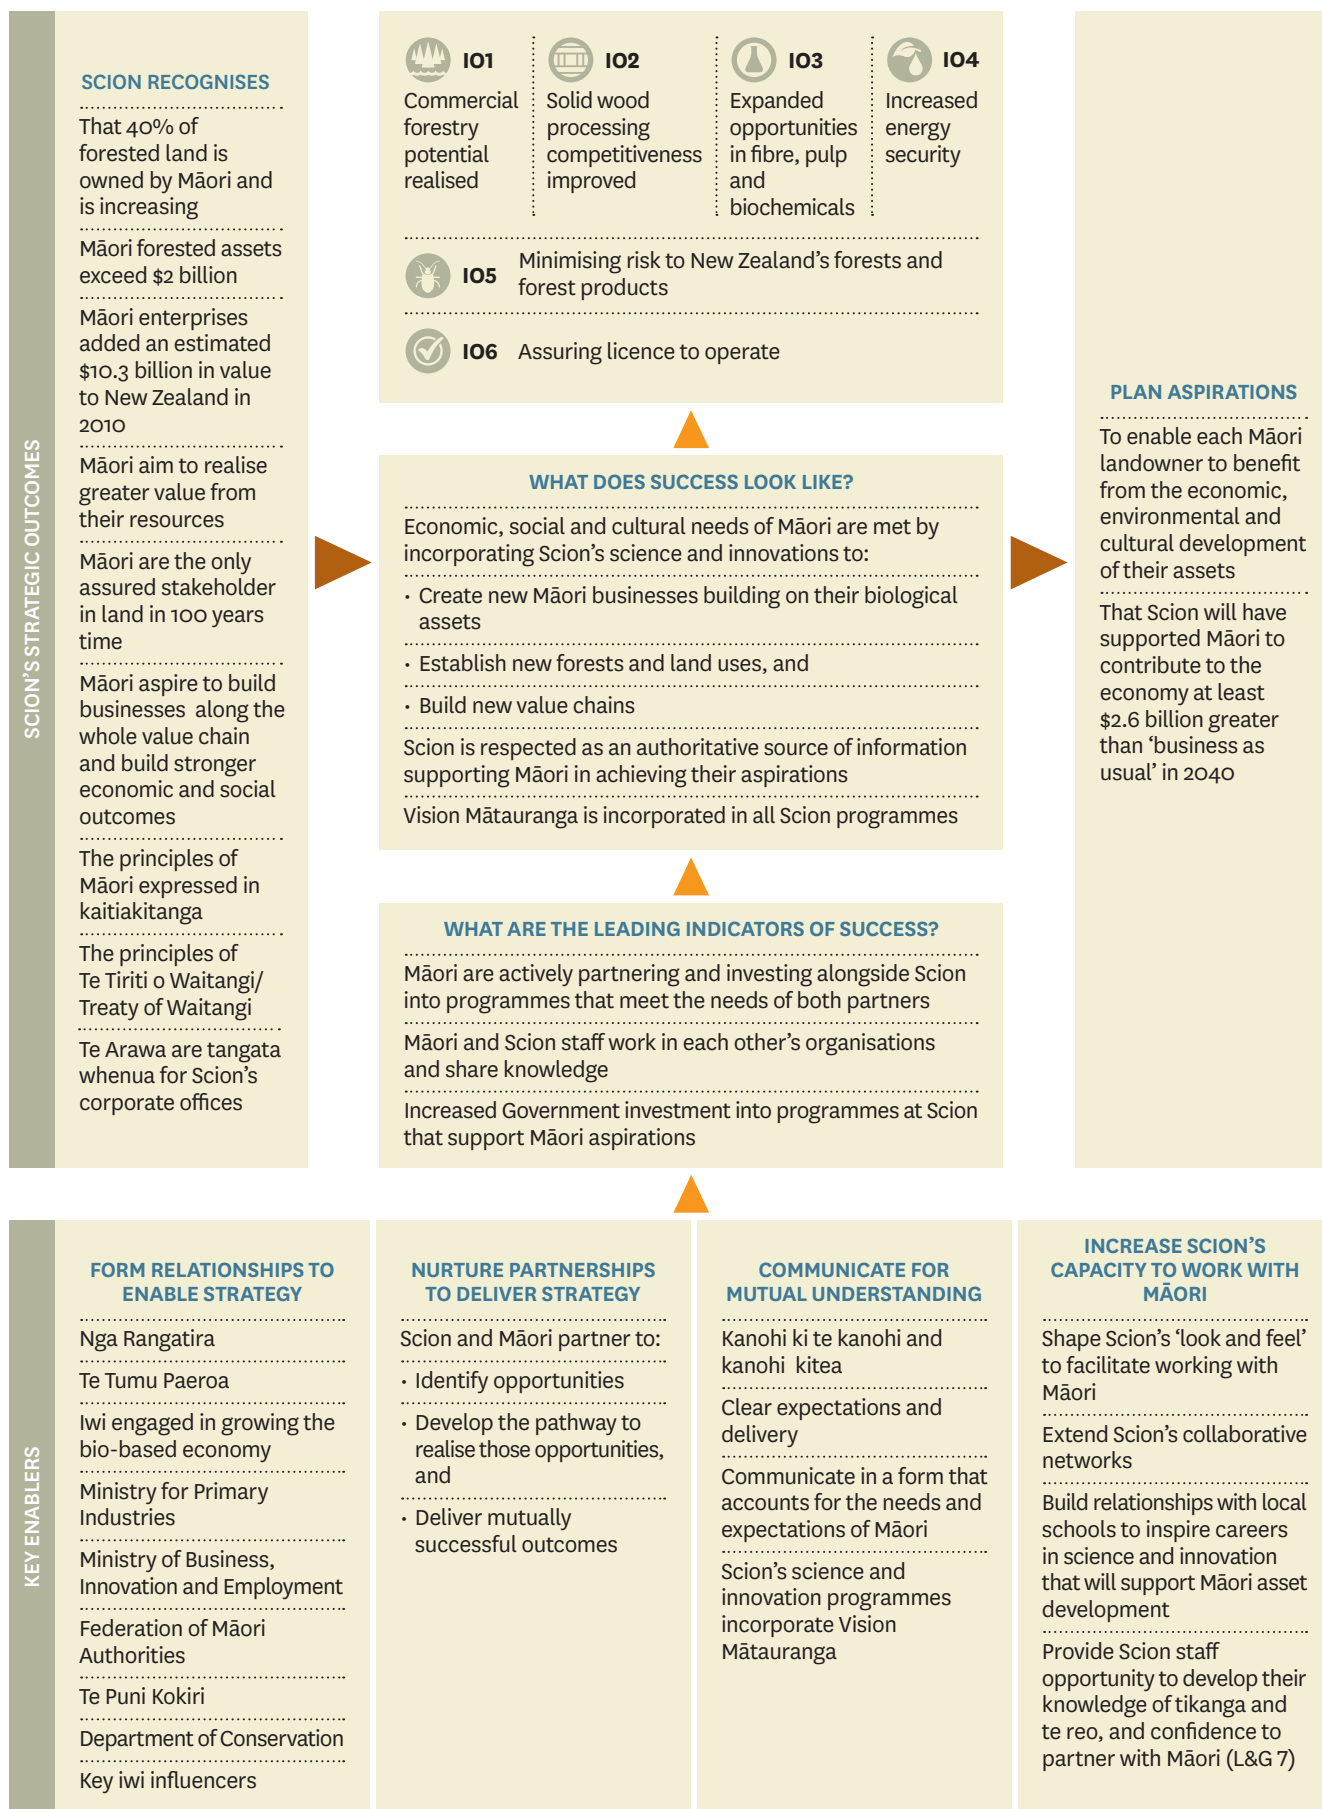 SCION'S STRATEGIC OUTCOMES
SCION RECOGNISES
That 40% of
forested land is
owned by Māori and
is increasing
Māori forested assets
exceed $2 billion
Māori enterprises
added an estimated
$10.3 billion in value
to New Zealand in
2010
Māori aim to realise
greater value from
their resources
Māori are the only
assured stakeholder
in land in 100 years
time
Māori aspire to build
businesses along the
whole value chain
and build stronger
economic and social
outcomes
The principles of
Māori expressed in
kaitiakitanga
The principles of
Te Tiriti o Waitangi/
Treaty of Waitangi
Te Arawa are tangata
whenua for Scion's
corporate offices
IO1
Commercial
forestry
potential
realised
IO2
Solid wood
processing
competitiveness
improved
IO3
Expanded
opportunities
in fibre, pulp
and
biochemicals
IO4
Increased
energy
security
IO5
Minimising risk to New Zealand's forests and
forest products
IO6 Assuring licence to operate
WHAT DOES SUCCESS LOOK LIKE?
Economic, social and cultural needs of Māori are met by
incorporating Scion's science and innovations to:
· Create new Māori businesses building on their biological
assets
· Establish new forests and land uses, and
· Build new value chains
Scion is respected as an authoritative source of information
supporting Māori in achieving their aspirations
Vision Mātauranga is incorporated in all Scion programmes
WHAT ARE THE LEADING INDICATORS OF SUCCESS?
Māori are actively partnering and investing alongside Scion
into programmes that meet the needs of both partners
Māori and Scion staff work in each other's organisations
and share knowledge
Increased Government investment into programmes at Scion
that support Māori aspirations
PLAN ASPIRATIONS
To enable each Māori
landowner to benefit
from the economic,
environmental and
cultural development
of their assets
That Scion will have
supported Māori to
contribute to the
economy at least
$2.6 billion greater
than 'business as
usual' in 2040
KEY ENABLERS
FORM RELATIONSHIPS TO
ENABLE STRATEGY
Nga Rangatira
Te Tumu Paeroa
Iwi engaged in growing the
bio-based economy
Ministry for Primary
Industries
Ministry of Business,
Innovation and Employment
Federation of Māori
Authorities
Te Puni Kokiri
Department of Conservation
Key iwi influencers
NURTURE PARTNERSHIPS
TO DELIVER STRATEGY
Scion and Māori partner to:
· Identify opportunities
· Develop the pathway to
realise those opportunities,
and
· Deliver mutually
successful outcomes
COMMUNICATE FOR
MUTUAL UNDERSTANDING
Kanohi ki te kanohi and
kanohi kitea
Clear expectations and
delivery
Communicate in a form that
accounts for the needs and
expectations of Māori
Scion's science and
innovation programmes
incorporate Vision
Mātauranga
INCREASE SCION'S
CAPACITY TO WORK WITH
MĀORI
Shape Scion's 'look and feel'
to facilitate working with
Māori
Extend Scion's collaborative
networks
Build relationships with local
schools to inspire careers
in science and innovation
that will support Māori asset
development
Provide Scion staff
opportunity to develop their
knowledge of tikanga and
te reo, and confidence to
partner with Māori (L&G 7)